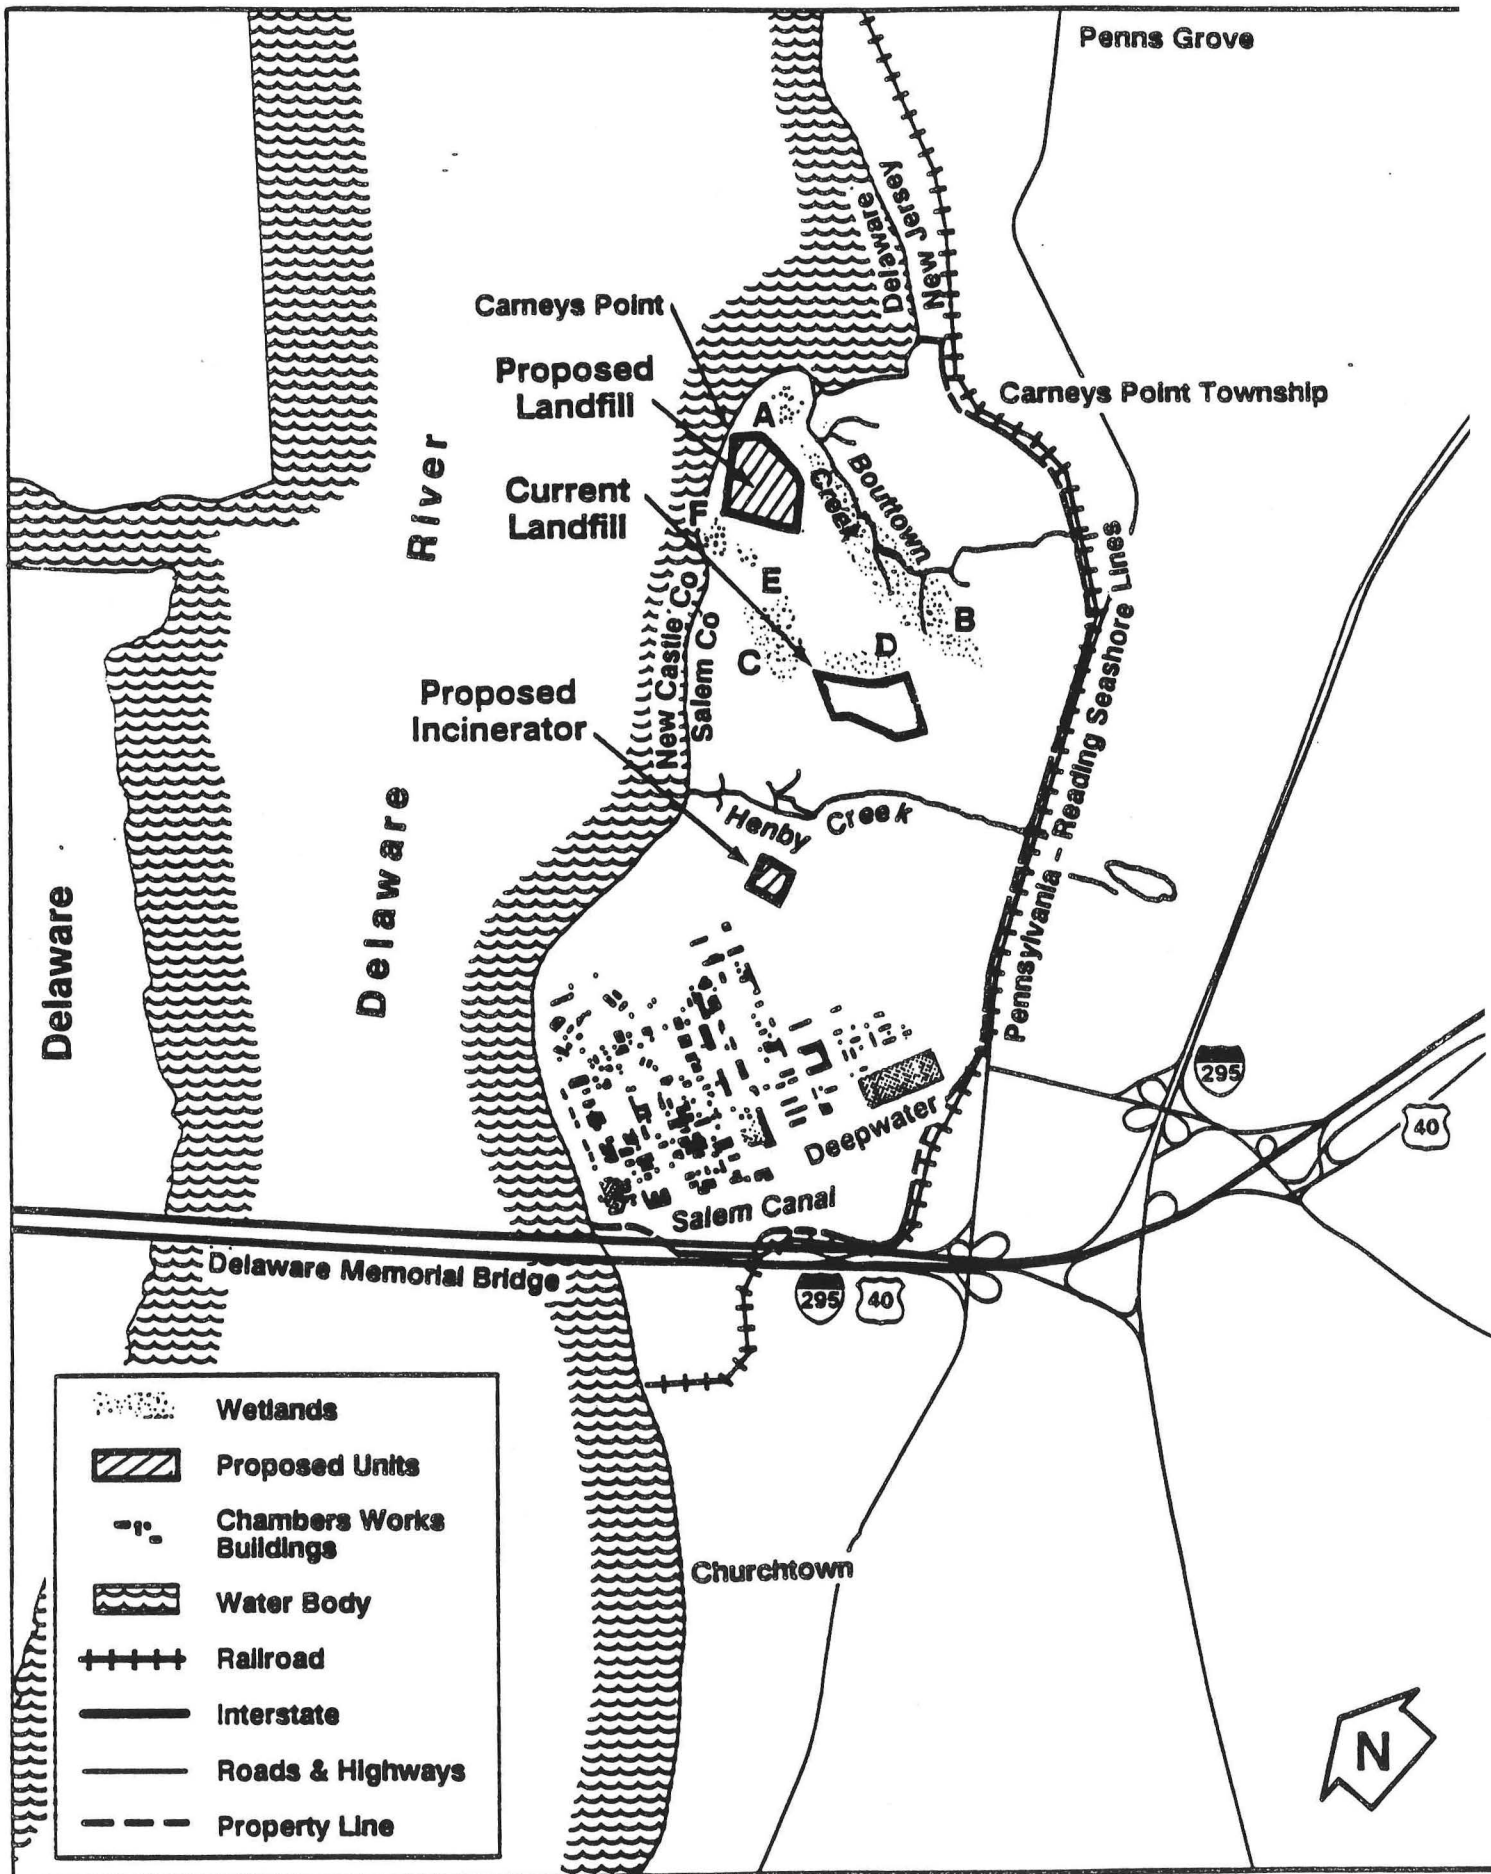 Penns Grove
New Jersey
Delaware
Carneys Point
Proposed
Landfill
Carneys Point Township
A
Current
Landfill
Bouttown
Creek
F
River
E
B
D
C
New Castle Co
Salem Co
Pennsylvania - Reading Seashore Lines
Proposed
Incinerator
Henby Creek
Delaware
Delaware
295
40
Deepwater
Salem Canal
Delaware Memorial Bridge
295
40
Wetlands
Proposed Units
Chambers Works
Buildings
Water Body
Railroad
Interstate
Roads & Highways
Property Line
Churchtown
N